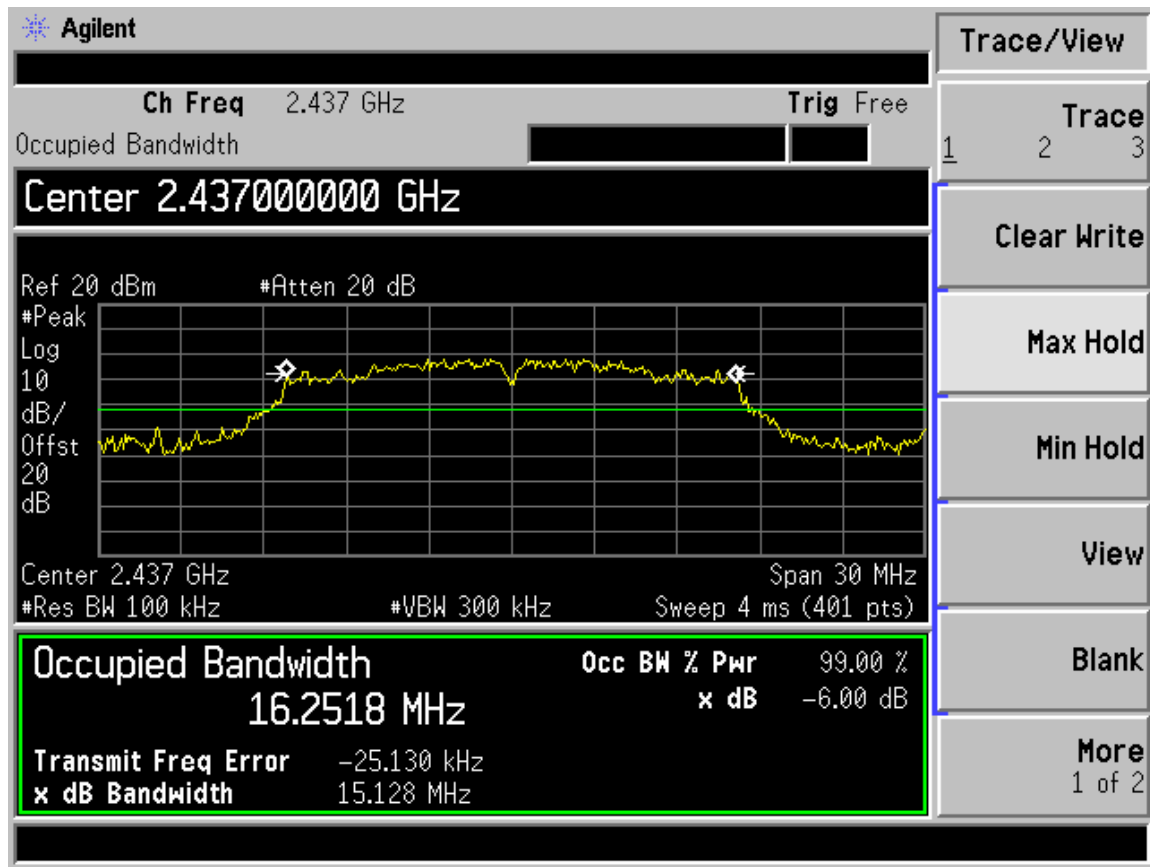 Agilent
Trace/View
Ch Freq 2.437 GHz Trig Free
Occupied Bandwidth
Center 2.437000000 GHz
Ref 20 dBm #Atten 20 dB
#Peak
Log
10
dB/
Offst
20
dB
Center 2.437 GHz Span 30 MHz
#Res BW 100 kHz #VBW 300 kHz Sweep 4 ms (401 pts)
Occupied Bandwidth
16.2518 MHz
Occ BW % Pwr 99.00 %
x dB -6.00 dB
Transmit Freq Error -25.130 kHz
x dB Bandwidth 15.128 MHz
Trace
1 2 3
Clear Write
Max Hold
Min Hold
View
Blank
More
1 of 2